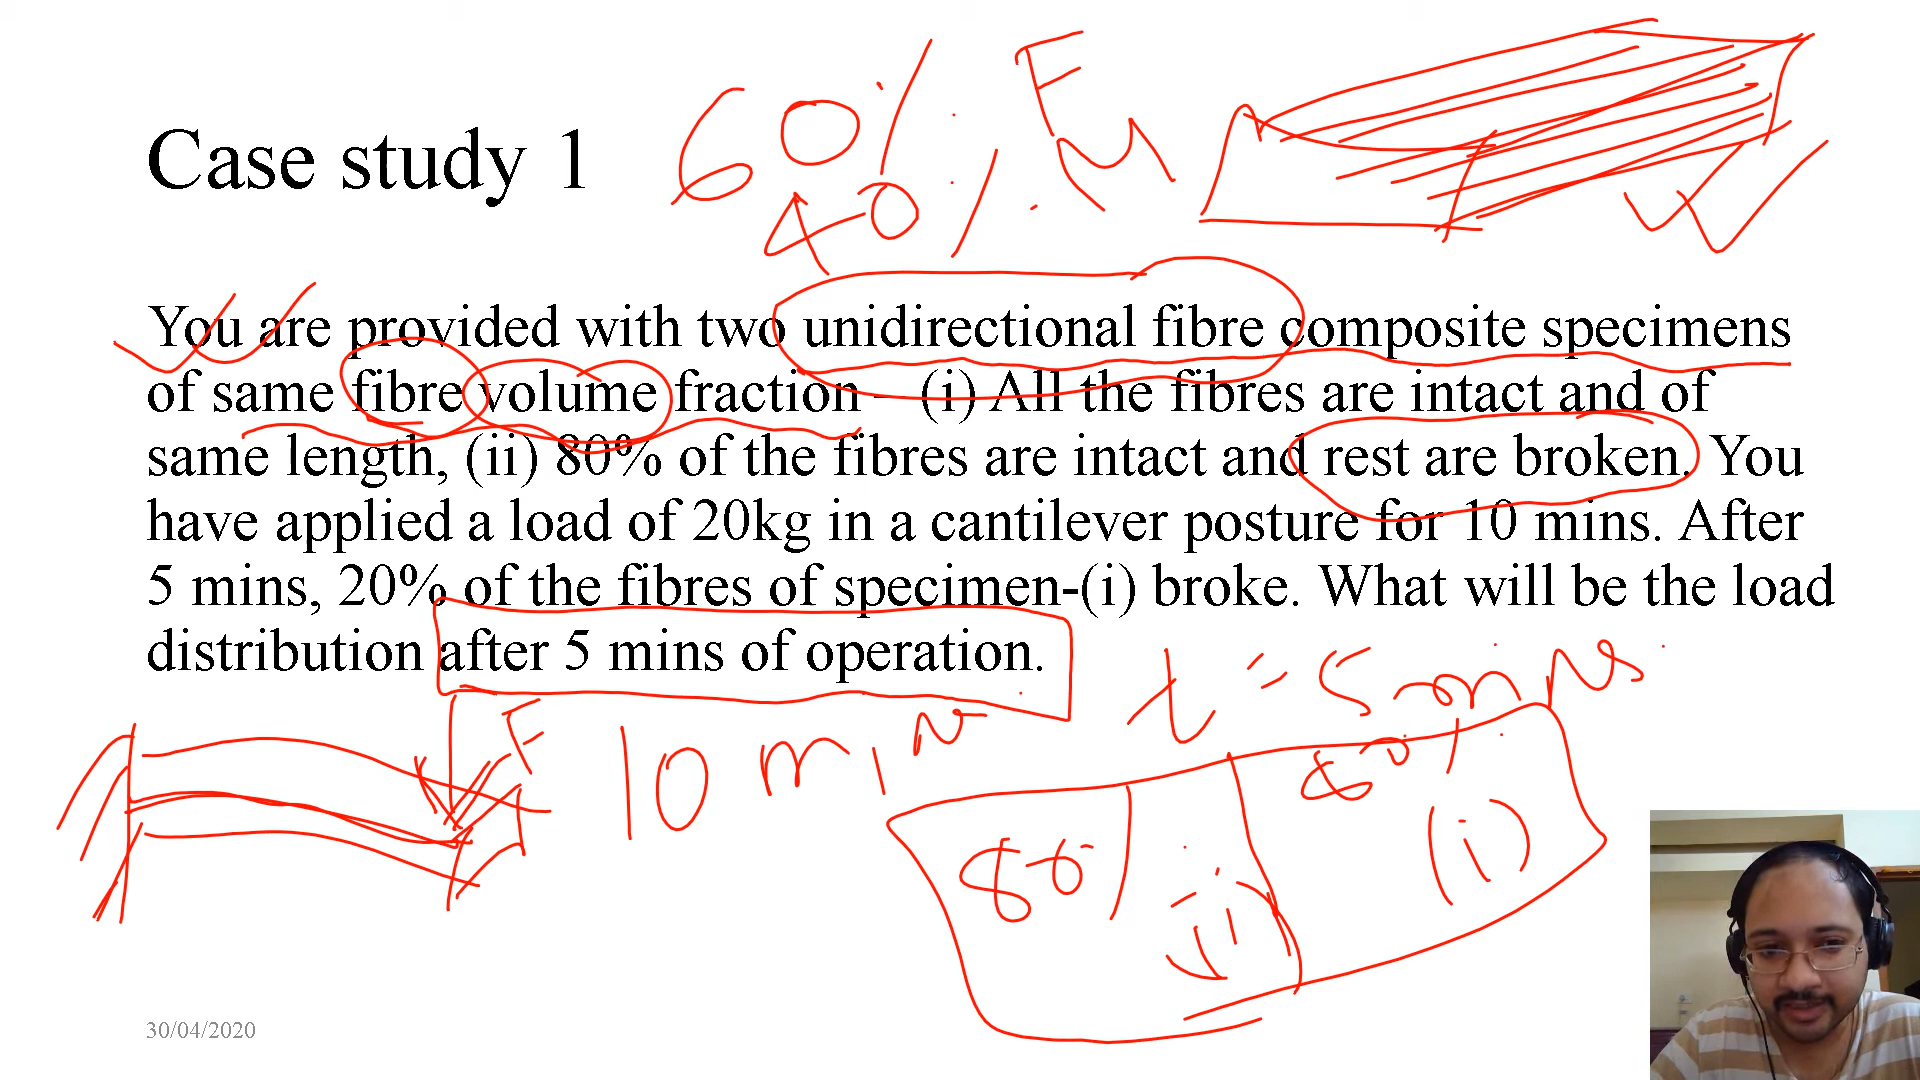 60% F
40% M
Case study 1
You are provided with two unidirectional fibre composite specimens
of same fibre volume fraction – (i) All the fibres are intact and of
same length, (ii) 80% of the fibres are intact and rest are broken. You
have applied a load of 20kg in a cantilever posture for 10 mins. After
5 mins, 20% of the fibres of specimen-(i) broke. What will be the load
distribution after 5 mins of operation.
t = 5 mins
F
10 min
80%
80%
(i)
(ii)
30/04/2020